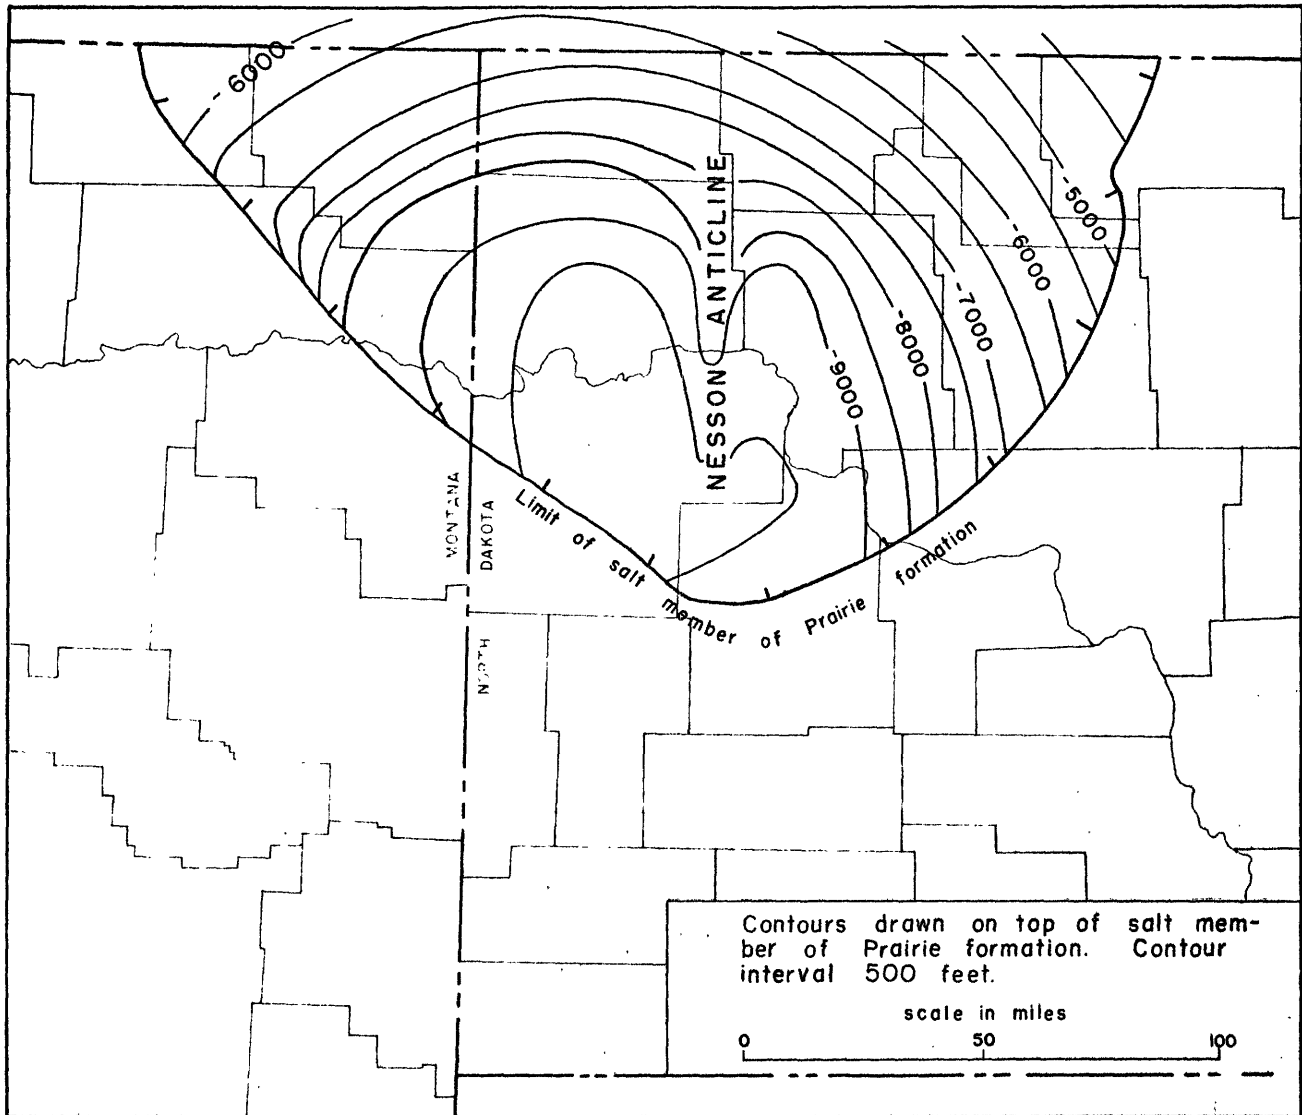 -6000
-5000
-6000
-7000
-8000
-9000
NESSON ANTICLINE
MONTANA
NORTH DAKOTA
Limit of salt member of Prairie formation
Contours drawn on top of salt mem-
ber of Prairie formation. Contour
interval 500 feet.
scale in miles
0 50 100